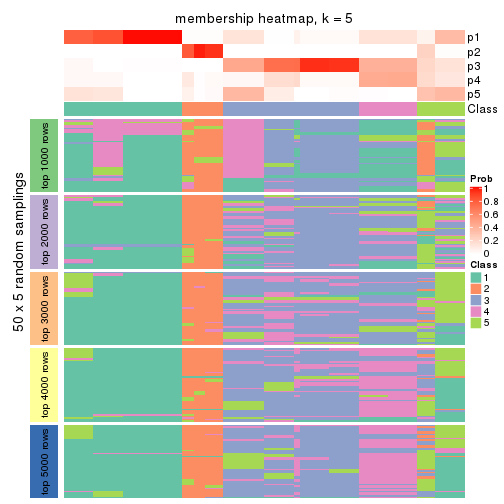 membership heatmap, k = 5
p1
p2
p3
p4
p5
Class
50 x 5 random samplings
top 1000 rows
top 2000 rows
top 3000 rows
top 4000 rows
top 5000 rows
Prob
1
0.8
0.6
0.4
0.2
0
Class
1
2
3
4
5